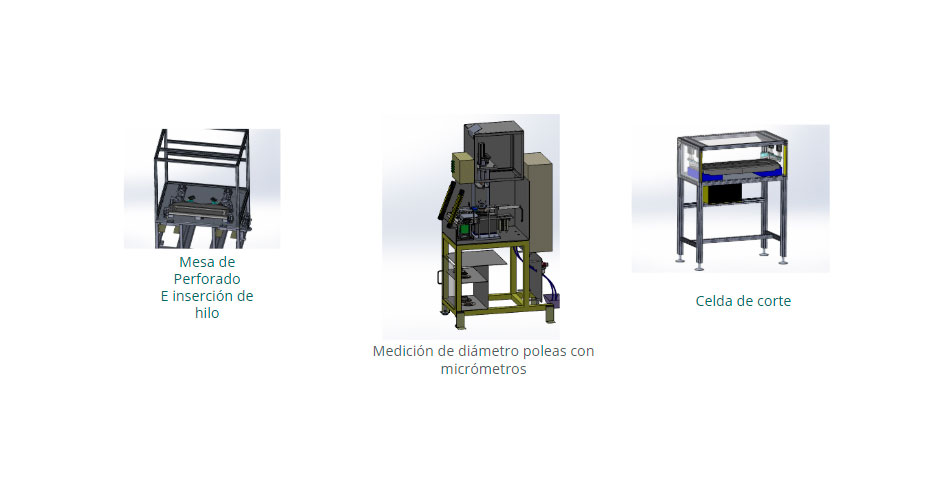 Mesa de
Perforado
E inserción de
hilo
Medición de diámetro poleas con
micrómetros
Celda de corte